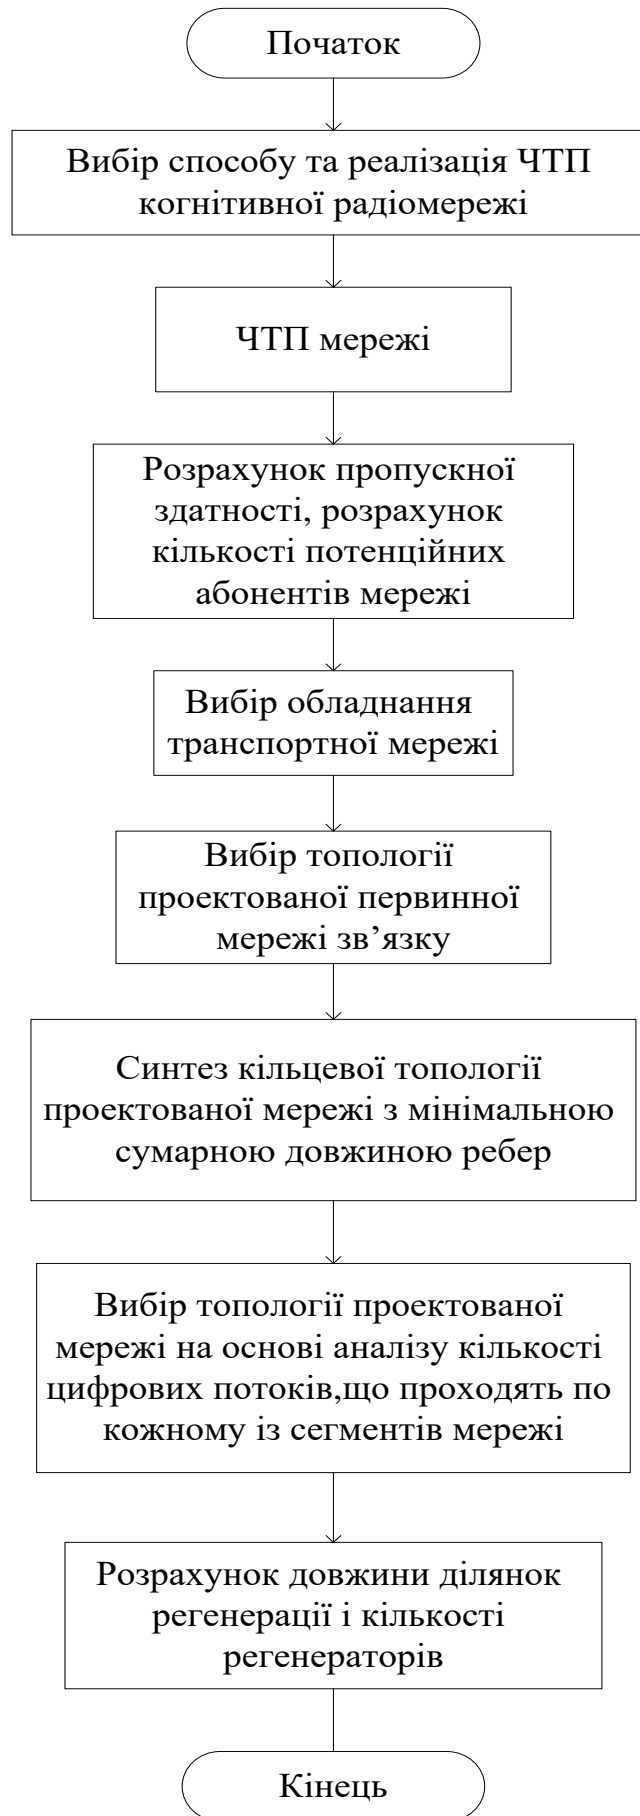 Початок
Вибір способу та реалізація ЧТП
когнітивної радіомережі
ЧТП мережі
Розрахунок пропускної
здатності, розрахунок
кількості потенційних
абонентів мережі
Вибір обладнання
транспортної мережі
Вибір топології
проектованої первинної
мережі зв’язку
Синтез кільцевої топології
проектованої мережі з мінімальною
сумарною довжиною ребер
Вибір топології проектованої
мережі на основі аналізу кількості
цифрових потоків,що проходять по
кожному із сегментів мережі
Розрахунок довжини ділянок
регенерації і кількості
регенераторів
Кінець